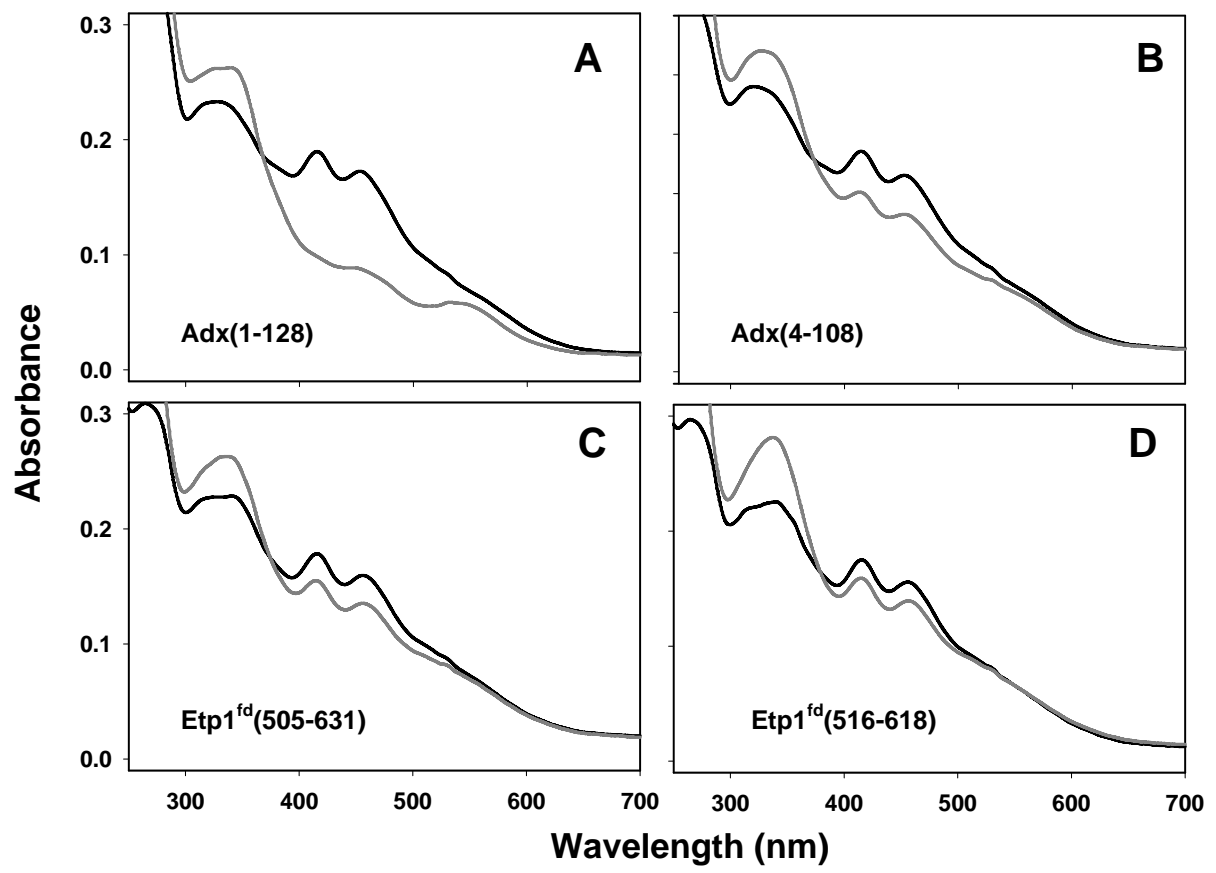 0.3
A
B
0.2
0.1
Adx(1-128)
Adx(4-108)
0.0
Absorbance
0.3
C
D
0.2
0.1
Etp1fd(505-631)
Etp1fd(516-618)
0.0
300 400 500 600 700 300 400 500 600 700
Wavelength (nm)